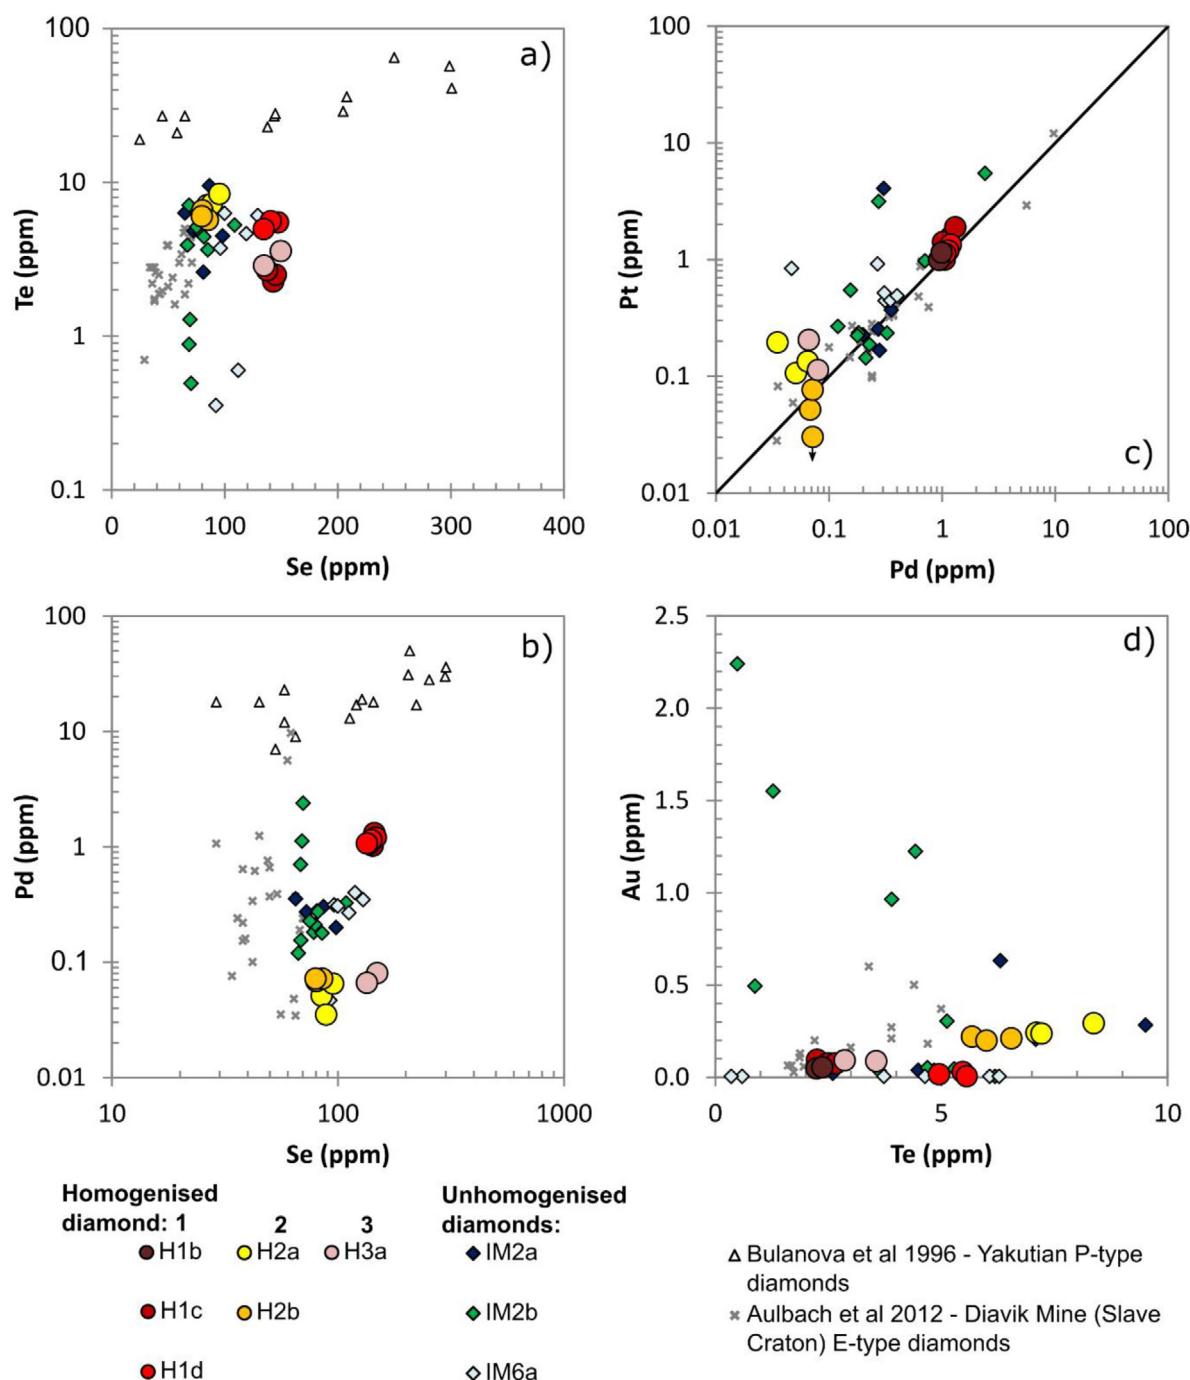 a)
100
10
1
0.1
0 100 200 300 400
Te (ppm)
Se (ppm)
c)
100
10
1
0.1
0.01
0.01 0.1 1 10 100
Pt (ppm)
Pd (ppm)
b)
100
10
1
0.1
0.01
10 100 1000
Pd (ppm)
Se (ppm)
d)
2.5
2.0
1.5
1.0
0.5
0.0
0 5 10
Au (ppm)
Te (ppm)
Homogenised
diamond: 1 2 3
H1b H2a H3a
H1c H2b
H1d
Unhomogenised
diamonds:
IM2a
IM2b
IM6a
Bulanova et al 1996 - Yakutian P-type
diamonds
Aulbach et al 2012 - Diavik Mine (Slave
Craton) E-type diamonds